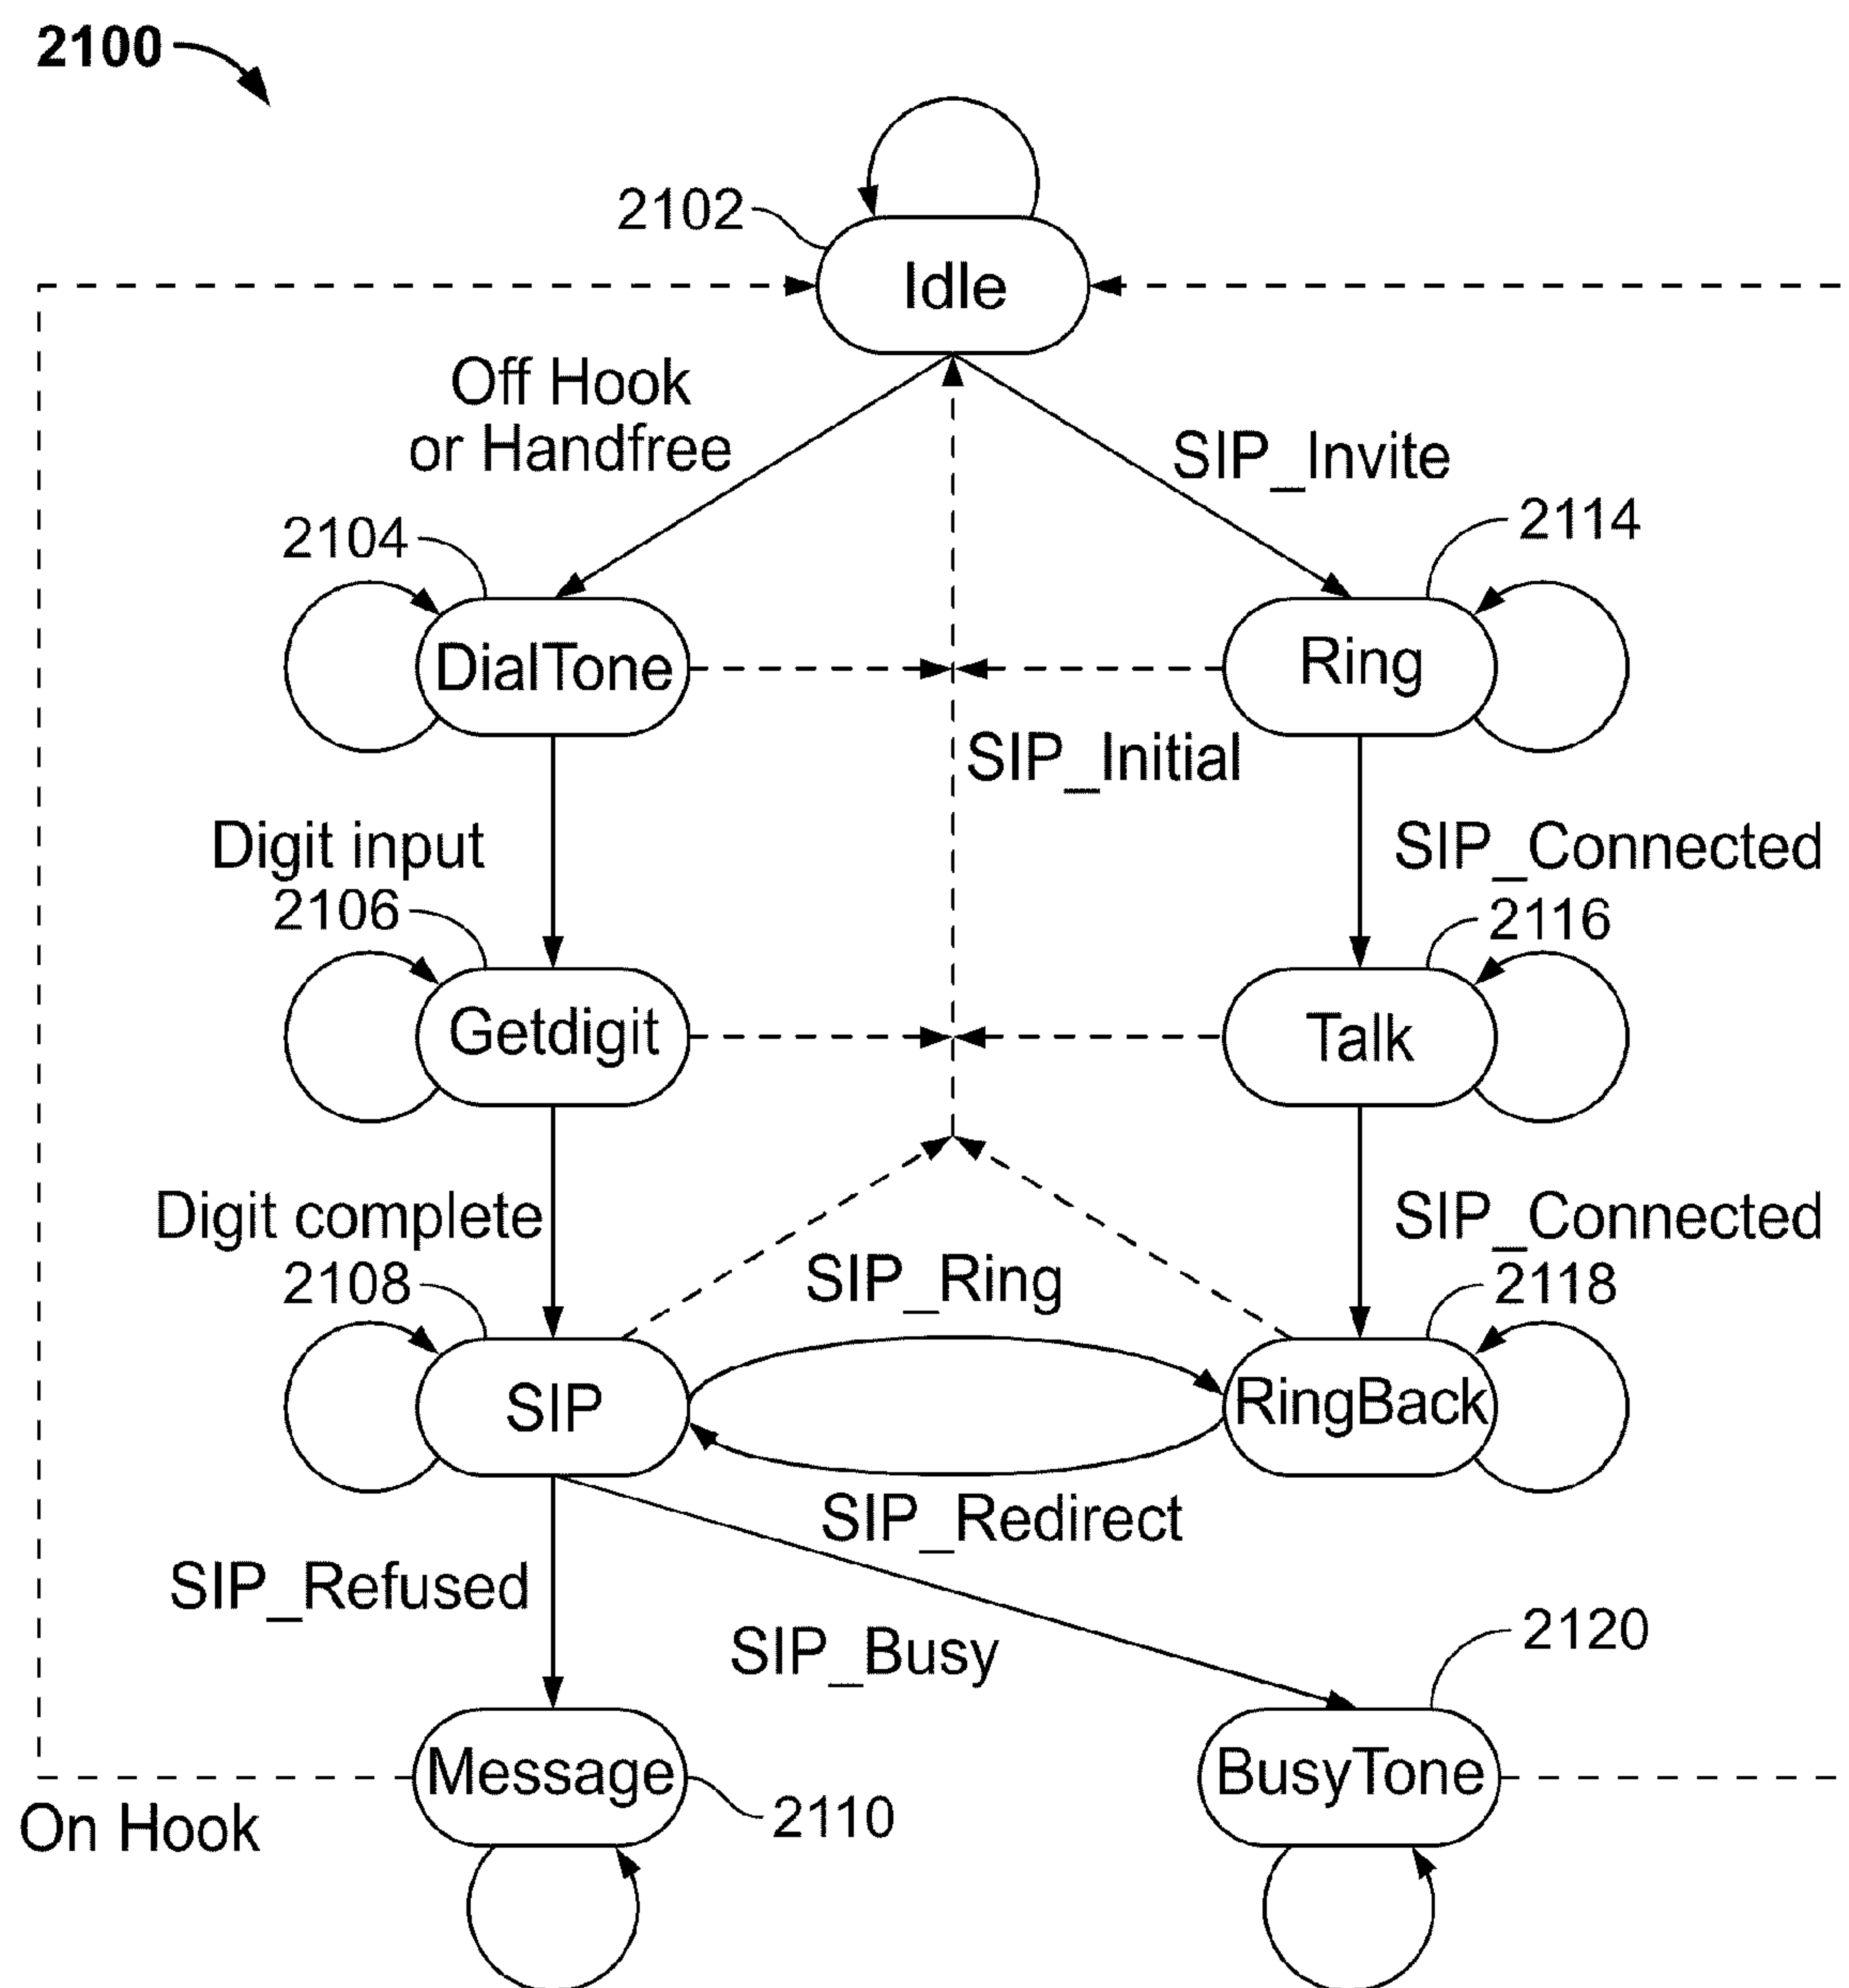 2100
2102
Idle
Off Hook
or Handfree
SIP_Invite
2104
2114
DialTone
Ring
SIP_Initial
Digit input
SIP_Connected
2106
2116
Getdigit
Talk
Digit complete
SIP_Connected
2108
SIP_Ring
2118
SIP
RingBack
SIP_Redirect
SIP_Refused
SIP_Busy
2120
Message
BusyTone
On Hook
2110